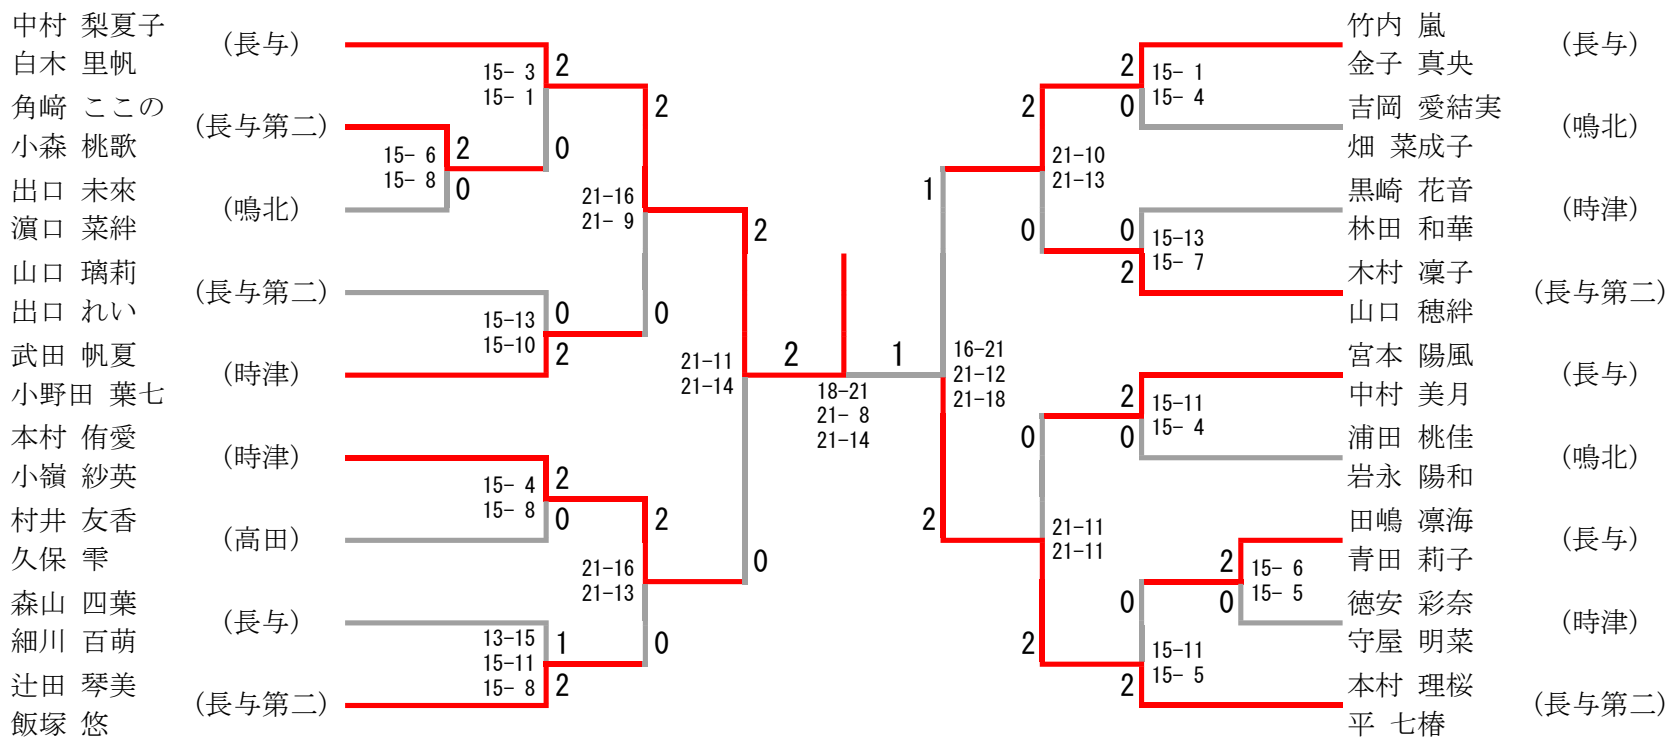 中村 梨夏子
白木 里帆
(長与)
角﨑 ここの
小森 桃歌
(長与第二)
出口 未來
濵口 菜絆
(鳴北)
山口 璃莉
出口 れい
(長与第二)
武田 帆夏
小野田 葉七
(時津)
本村 侑愛
小嶺 紗英
(時津)
村井 友香
久保 雫
(高田)
森山 四葉
細川 百萌
(長与)
辻田 琴美
飯塚 悠
(長与第二)
15- 6
15- 8
2
0
15- 3
15- 1
2
0
15-13
15-10
0
2
15- 4
15- 8
2
0
13-15
15-11
15- 8
1
2
21-16
21- 9
2
0
21-16
21-13
2
0
21-11
21-14
2
0
2
1
18-21
21- 8
21-14
1
2
16-21
21-12
21-18
2
0
21-10
21-13
0
2
21-11
21-11
2
0
15- 1
15- 4
0
2
15-13
15- 7
2
0
15-11
15- 4
0
2
15-11
15- 5
2
0
15- 6
15- 5
竹内 嵐
金子 真央
(長与)
吉岡 愛結実
畑 菜成子
(鳴北)
黒崎 花音
林田 和華
(時津)
木村 凜子
山口 穂絆
(長与第二)
宮本 陽風
中村 美月
(長与)
浦田 桃佳
岩永 陽和
(鳴北)
田嶋 凛海
青田 莉子
(長与)
徳安 彩奈
守屋 明菜
(時津)
本村 理桜
平 七椿
(長与第二)